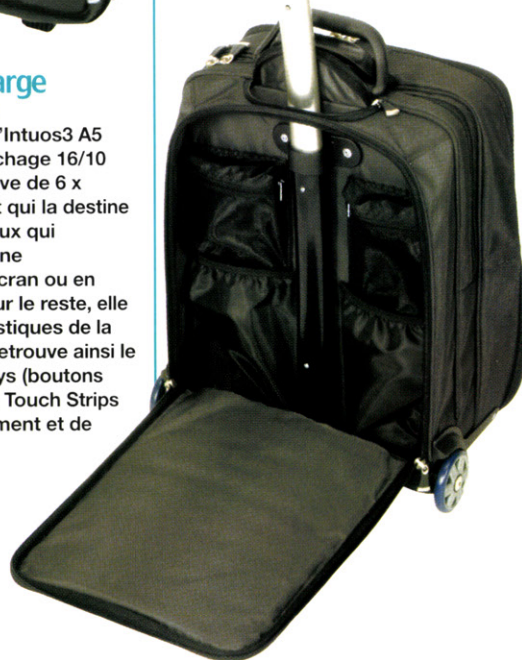 arge
'Intuos3 A5
chage 16/10
ve de 6 x
t qui la destine
ux qui
ne
cran ou en
ur le reste, elle
stiques de la
etrouve ainsi le
ys (boutons
Touch Strips
ment et de